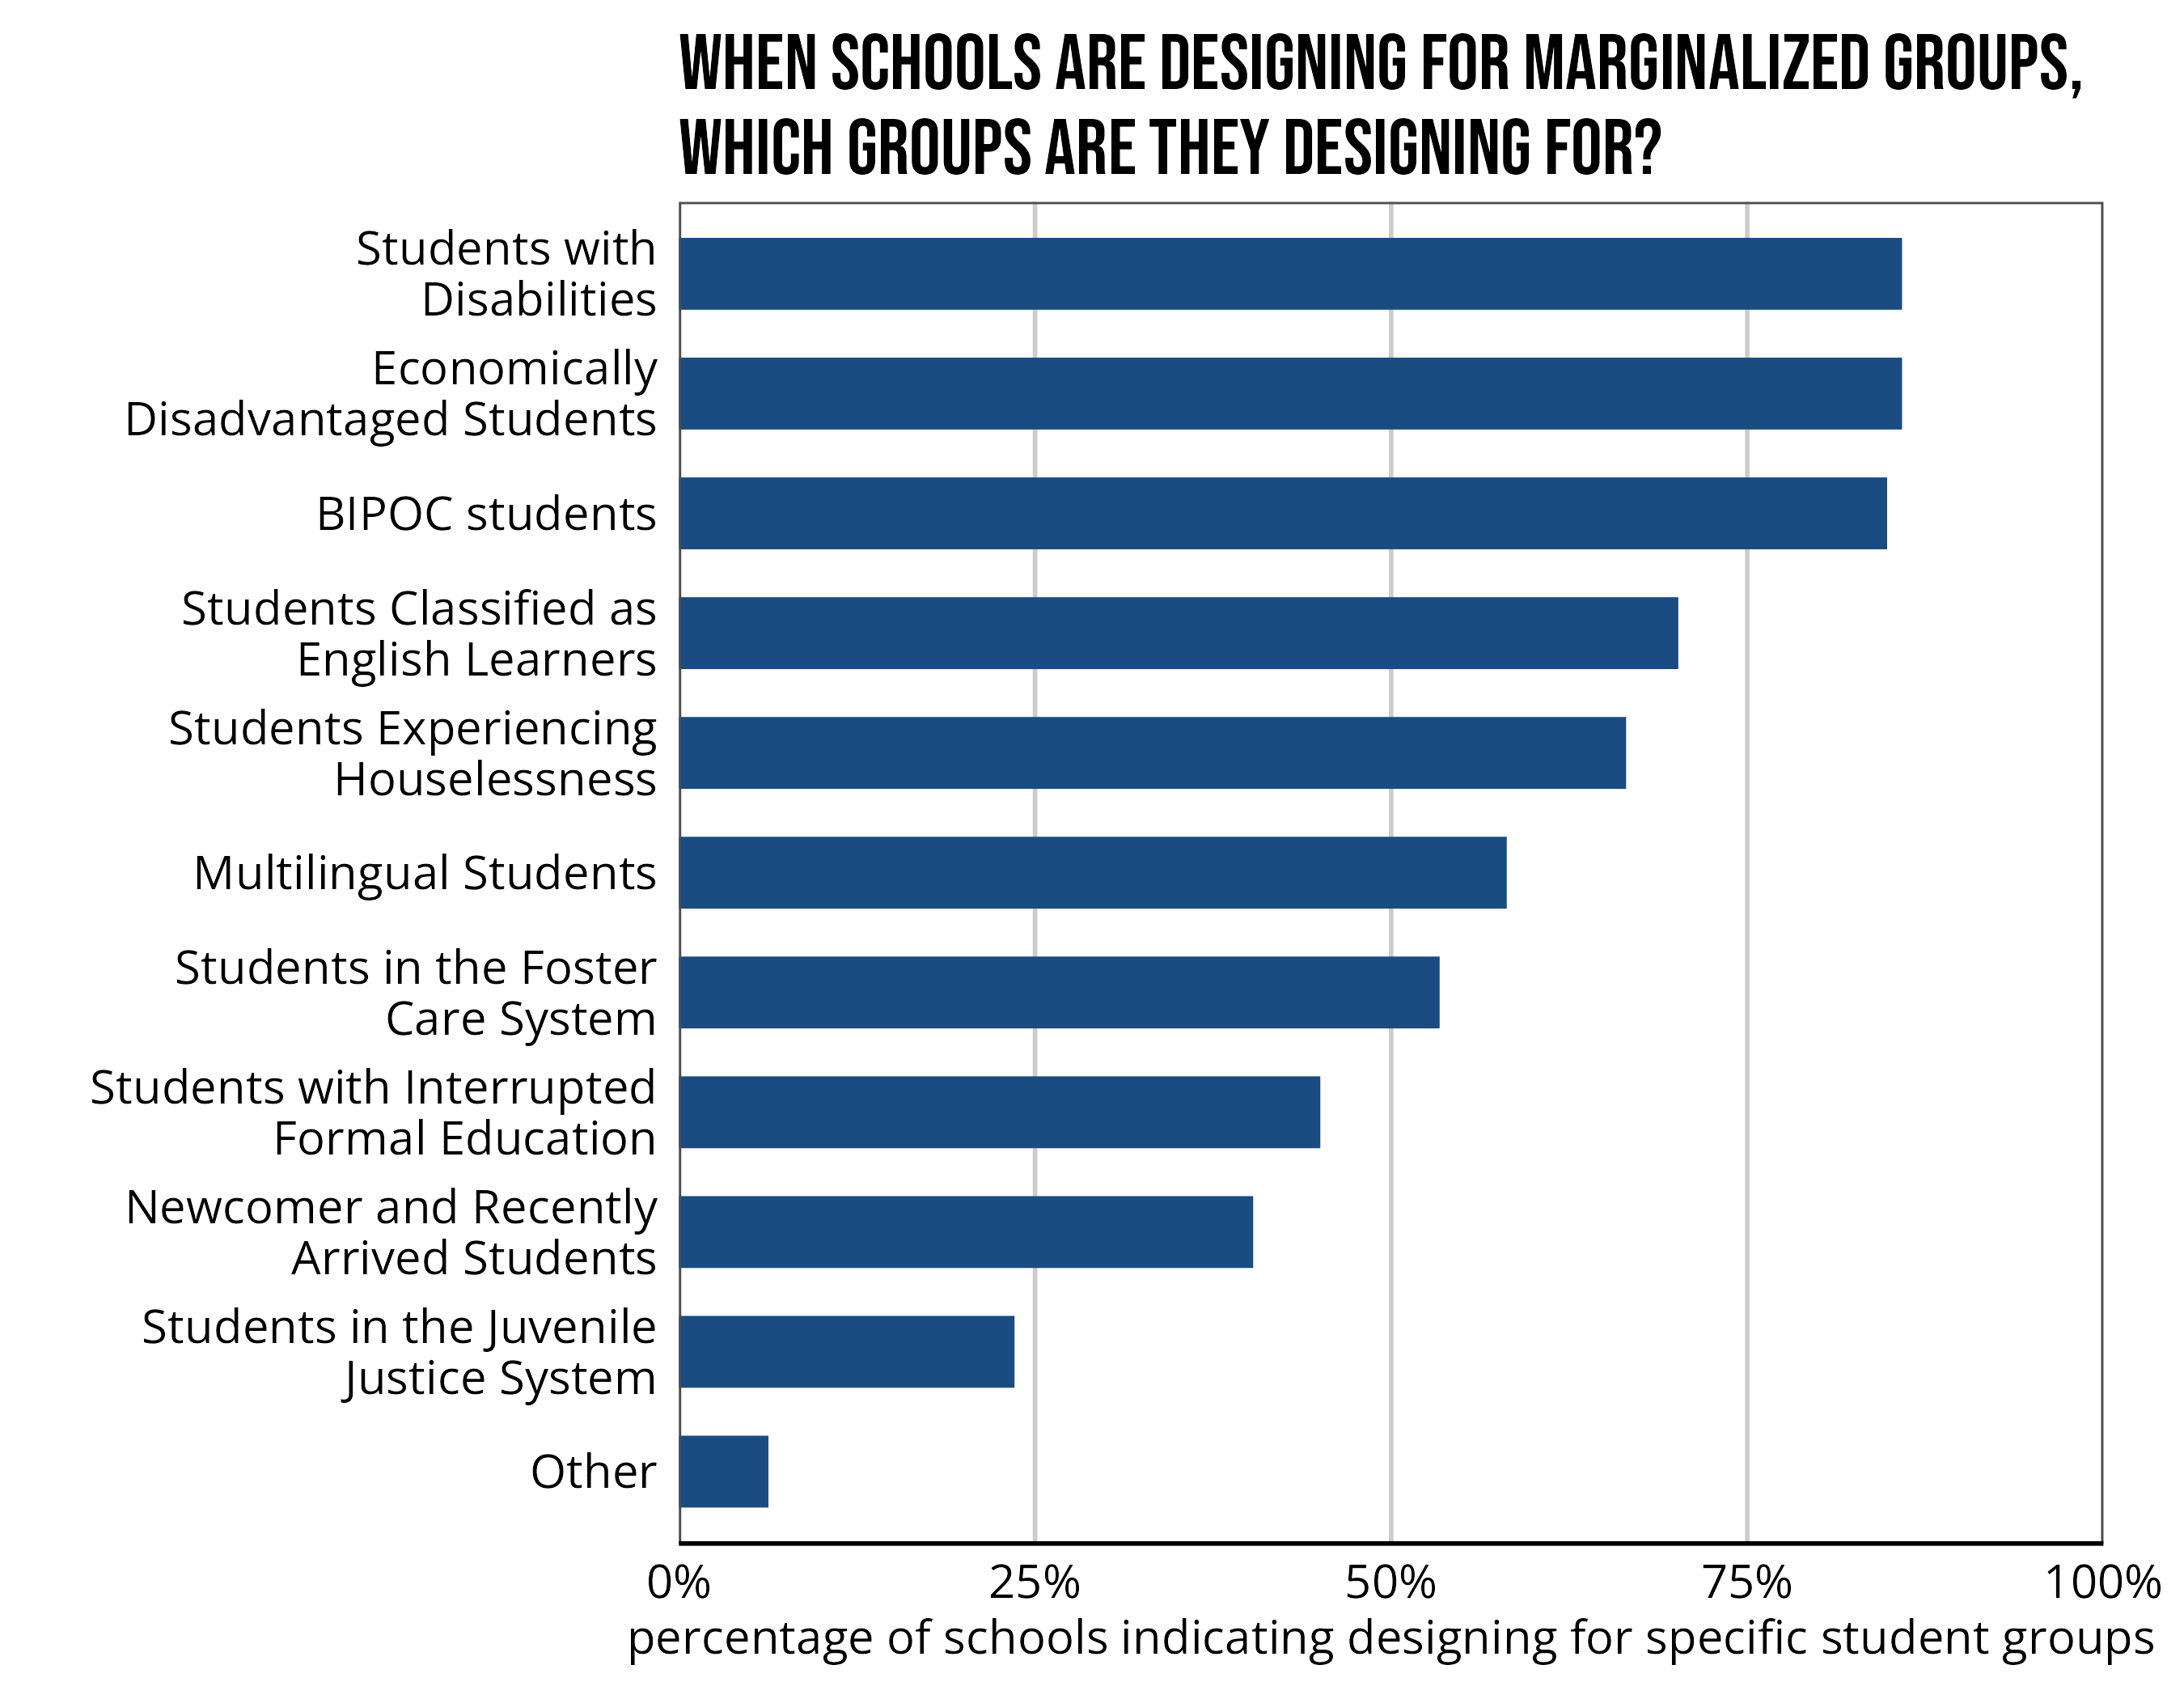 WHEN SCHOOLS ARE DESIGNING FOR MARGINALIZED GROUPS,
WHICH GROUPS ARE THEY DESIGNING FOR?
Students with
Disabilities
Economically
Disadvantaged Students
BIPOC students
Students Classified as
English Learners
Students Experiencing
Houselessness
Multilingual Students
Students in the Foster
Care System
Students with Interrupted
Formal Education
Newcomer and Recently
Arrived Students
Students in the Juvenile
Justice System
Other
0% 25% 50% 75% 100%
percentage of schools indicating designing for specific student groups